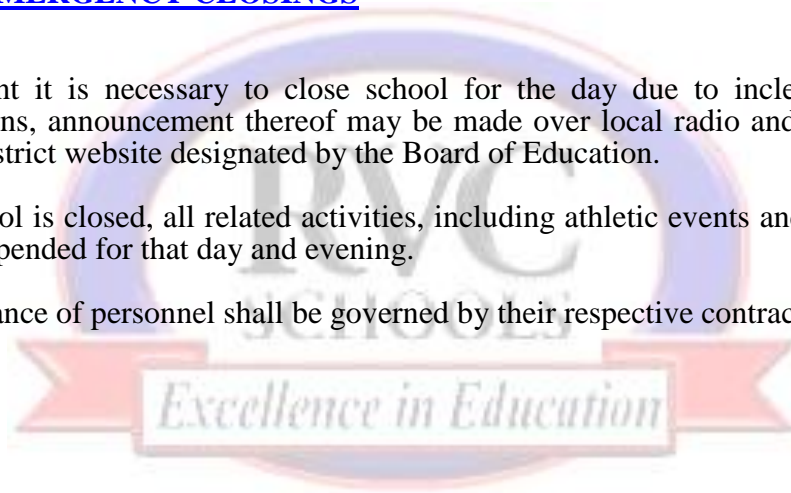 MERGENCY CLOSINGS
nt it is necessary to close school for the day due to incle
ns, announcement thereof may be made over local radio and
strict website designated by the Board of Education.
ol is closed, all related activities, including athletic events an
pended for that day and evening.
ance of personnel shall be governed by their respective contrac
RVC
SCHOOLS
Excellence in Education